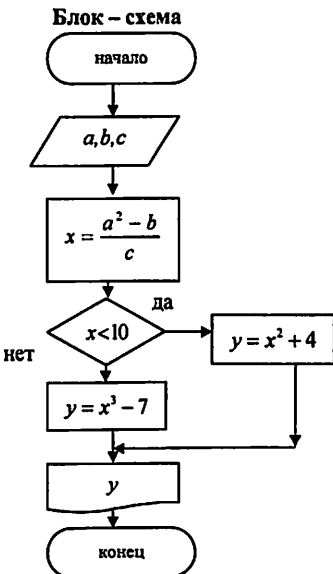 Блок – схема
начало
a,b,c
x = (a² – b) / c
да
x<10
y = x² + 4
нет
y = x³ – 7
y
конец